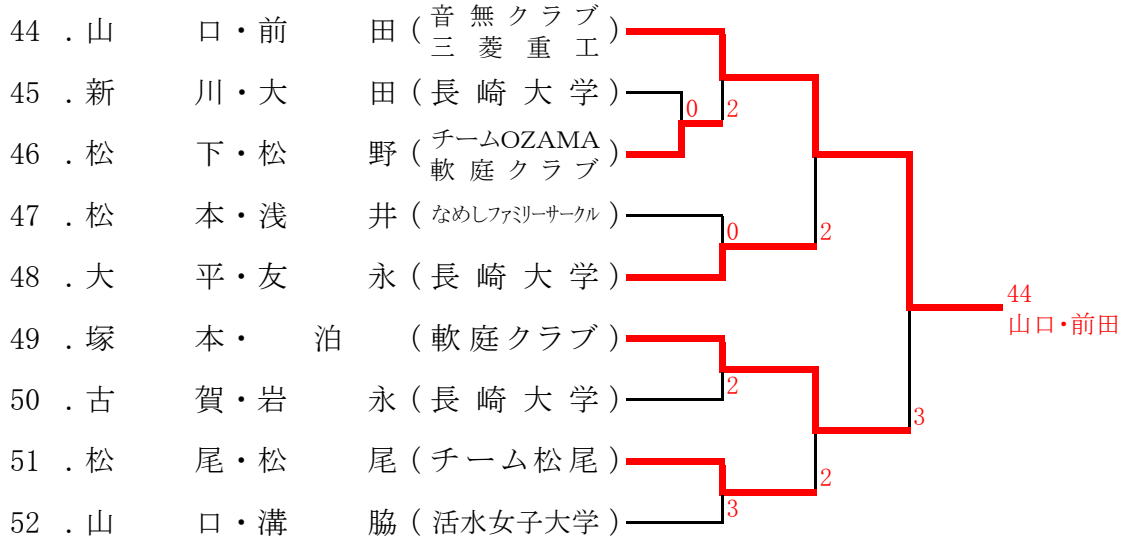 44 .山 口・前 田(音無クラブ 三菱重工)
45 .新 川・大 田(長崎大学)
0 2
46 .松 下・松 野(チームOZAMA 軟庭クラブ)
47 .松 本・浅 井(なめしファミリーサークル)
0 2
48 .大 平・友 永(長崎大学)
44
山口・前田
49 .塚 本・ 泊 (軟庭クラブ)
50 .古 賀・岩 永(長崎大学)
2
3
51 .松 尾・松 尾(チーム松尾)
2
52 .山 口・溝 脇(活水女子大学)
3